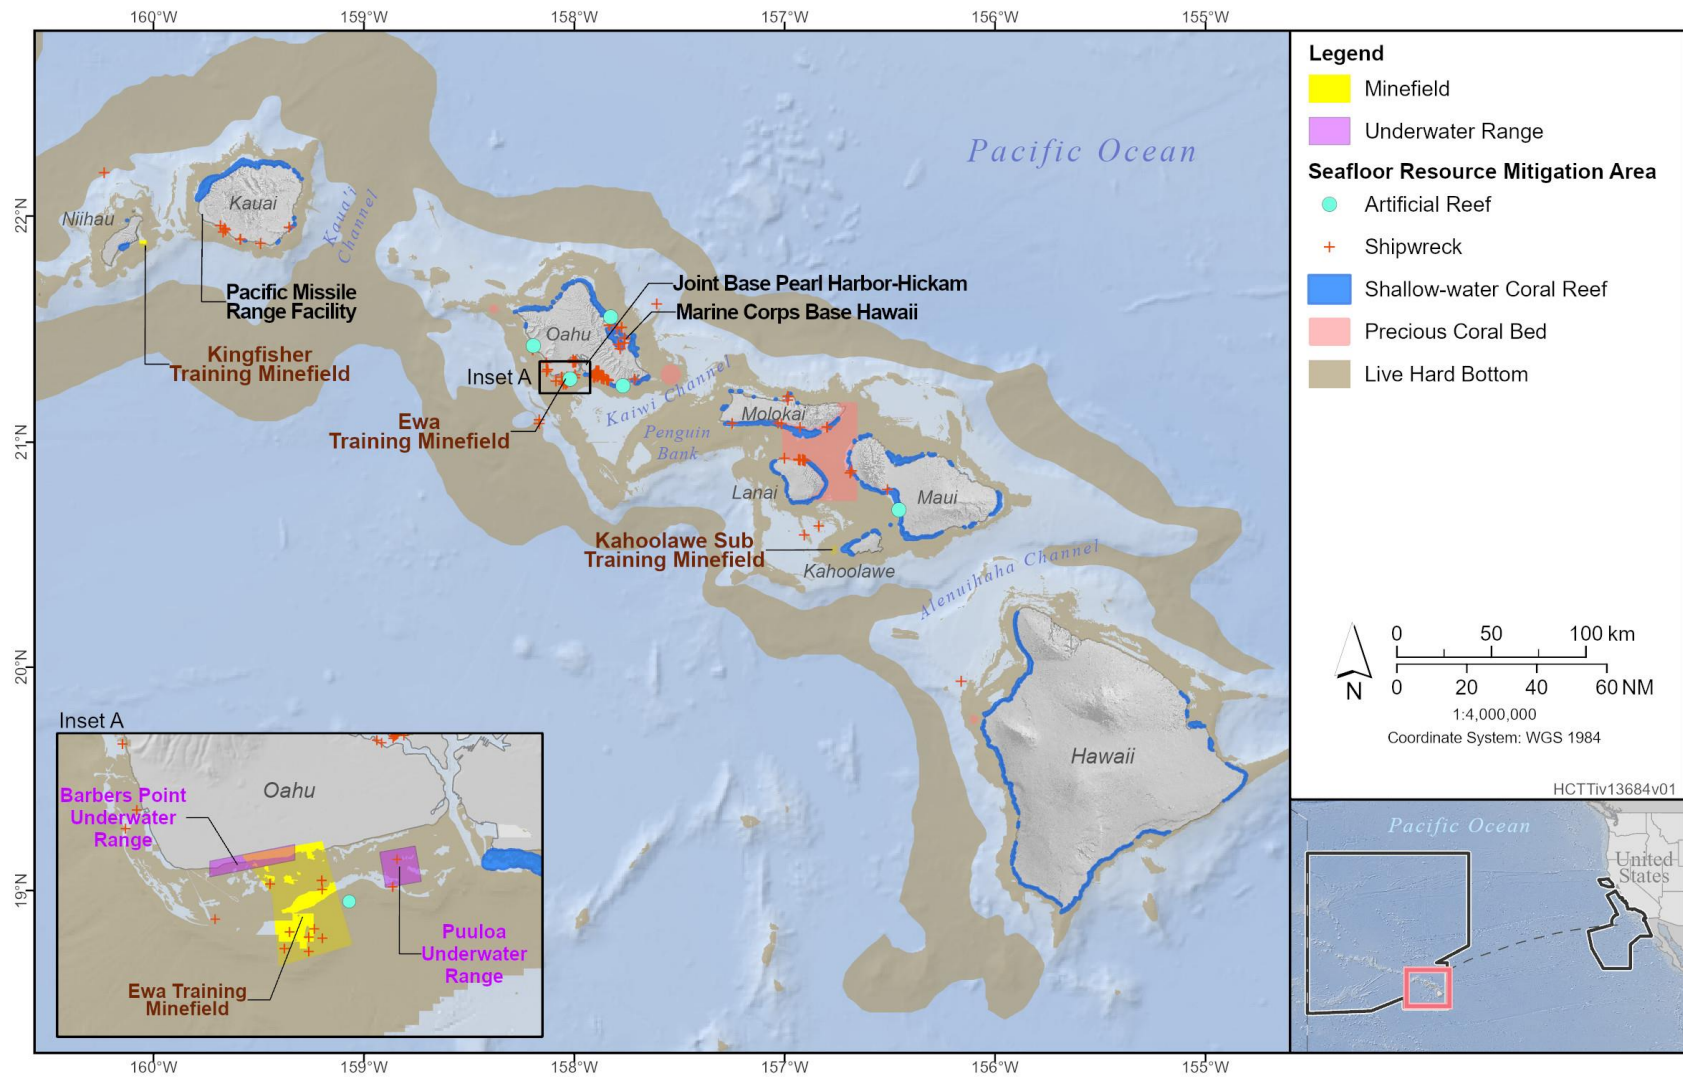 160°W 159°W 158°W 157°W 156°W 155°W
22°N
21°N
20°N
19°N
Pacific Ocean
Niihau
Kauai
Kaua'i
Channel
Pacific Missile
Range Facility
Kingfisher
Training Minefield
Joint Base Pearl Harbor-Hickam
Marine Corps Base Hawaii
Oahu
Inset A
Ewa
Training Minefield
Kaiwi Channel
Penguin
Bank
Molokai
Lanai
Maui
Kahoolawe Sub
Training Minefield
Kahoolawe
Alenuihaha Channel
Hawaii
Inset A
Oahu
Barbers Point
Underwater
Range
Puuloa
Underwater
Range
Ewa Training
Minefield
160°W 159°W 158°W 157°W 156°W 155°W
Legend
Minefield
Underwater Range
Seafloor Resource Mitigation Area
Artificial Reef
Shipwreck
Shallow-water Coral Reef
Precious Coral Bed
Live Hard Bottom
N
0 50 100 km
0 20 40 60 NM
1:4,000,000
Coordinate System: WGS 1984
HCTTiv13684v01
Pacific Ocean
United
States